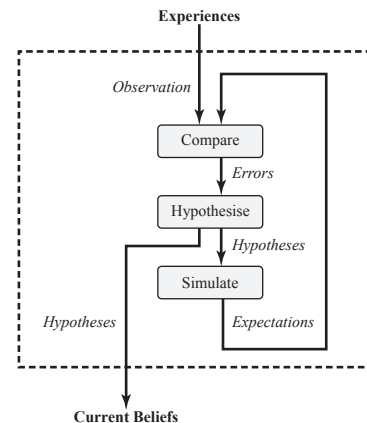 Experiences
Observation
Compare
Errors
Hypothesise
Hypotheses
Simulate
Hypotheses
Expectations
Current Beliefs